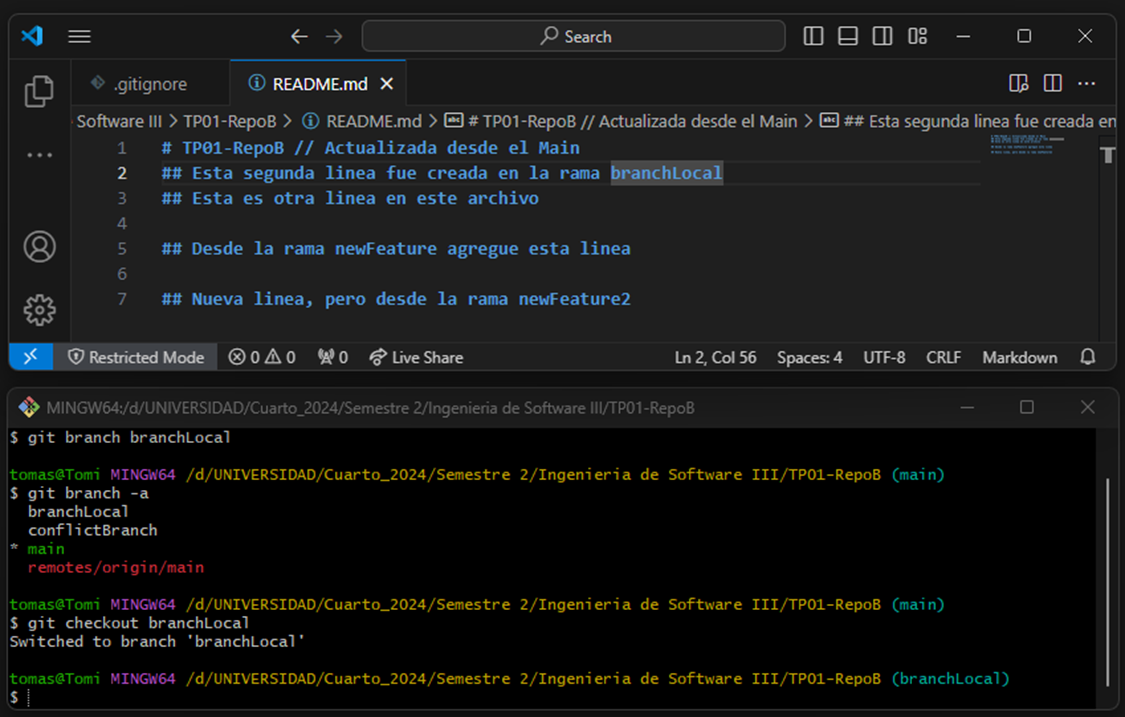 Search
.gitignore
README.md
Software III > TP01-RepoB > README.md > # TP01-RepoB // Actualizada desde el Main > ## Esta segunda linea fue creada en
1 # TP01-RepoB // Actualizada desde el Main
2 ## Esta segunda linea fue creada en la rama branchLocal
3 ## Esta es otra linea en este archivo
4
5 ## Desde la rama newFeature agregue esta linea
6
7 ## Nueva linea, pero desde la rama newFeature2
Restricted Mode 0 0 0 Live Share Ln 2, Col 56 Spaces: 4 UTF-8 CRLF Markdown
MINGW64:/d/UNIVERSIDAD/Cuarto_2024/Semestre 2/Ingenieria de Software III/TP01-RepoB
$ git branch branchLocal
tomas@Tomi MINGW64 /d/UNIVERSIDAD/Cuarto_2024/Semestre 2/Ingenieria de Software III/TP01-RepoB (main)
$ git branch -a
branchLocal
conflictBranch
* main
remotes/origin/main
tomas@Tomi MINGW64 /d/UNIVERSIDAD/Cuarto_2024/Semestre 2/Ingenieria de Software III/TP01-RepoB (main)
$ git checkout branchLocal
Switched to branch 'branchLocal'
tomas@Tomi MINGW64 /d/UNIVERSIDAD/Cuarto_2024/Semestre 2/Ingenieria de Software III/TP01-RepoB (branchLocal)
$